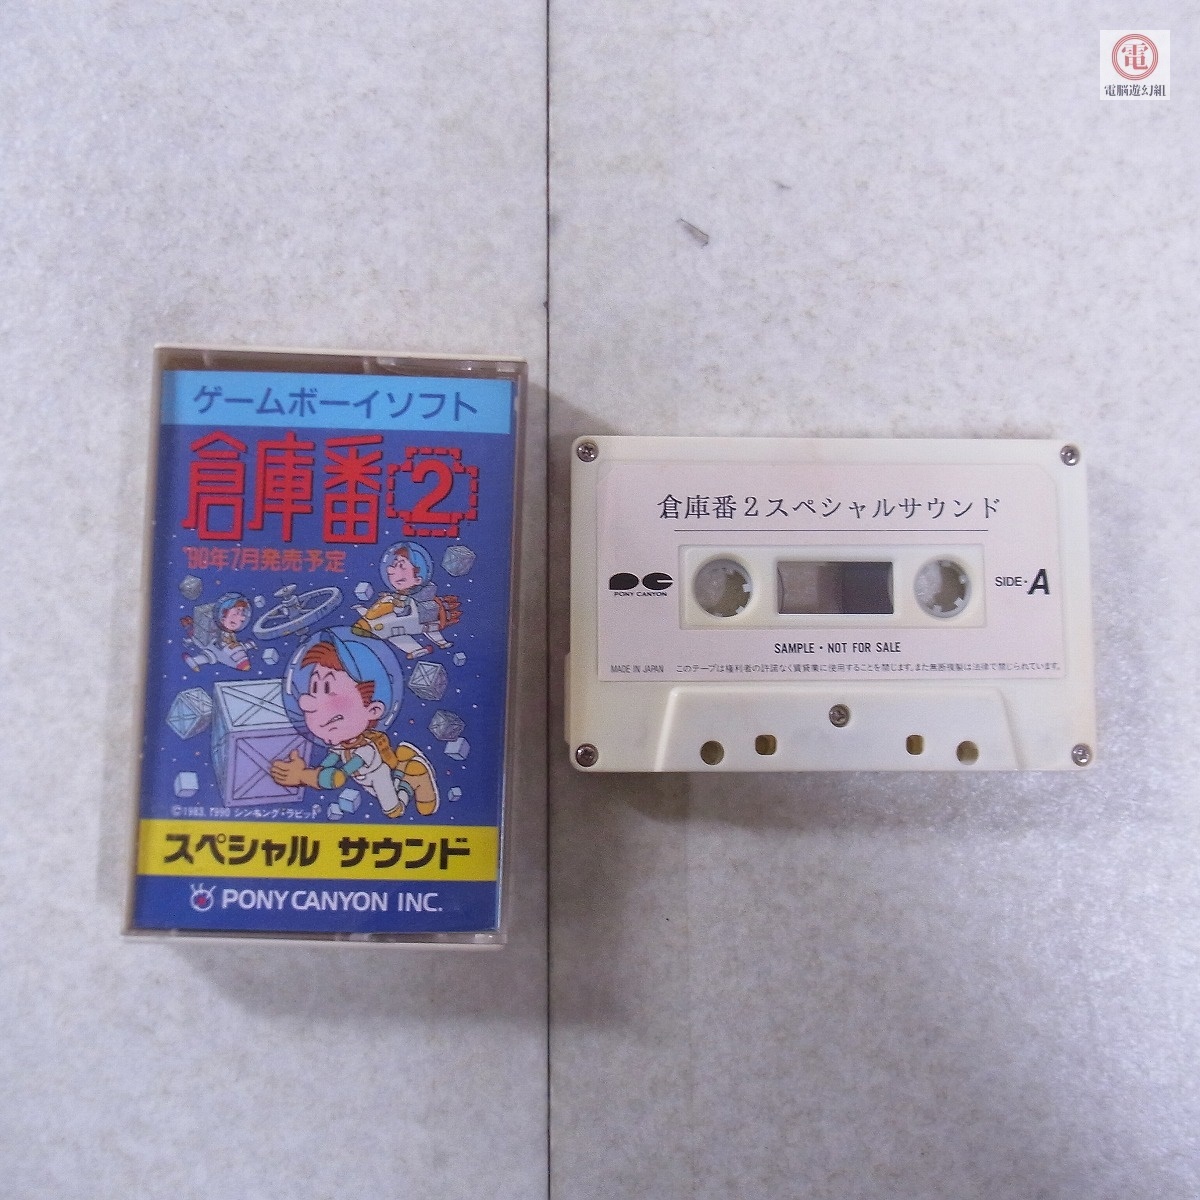 電
電脳遊幻組
ゲームボーイソフト
倉庫番2
'90年7月発売予定
©1983, 1990 シンキング・ラビット
スペシャル サウンド
PONY CANYON INC.
倉庫番2スペシャルサウンド
PONY CANYON
SIDE・A
SAMPLE・NOT FOR SALE
MADE IN JAPAN このテープは権利者の許諾なく賃貸業に使用することを禁じます。また無断複製は法律で禁じられています。